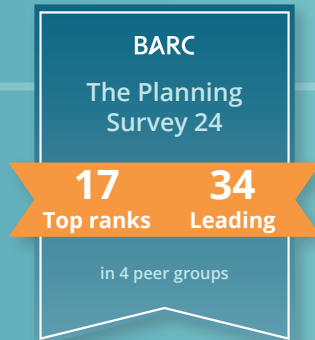 BARC
The Planning
Survey 24
17 34
Top ranks Leading
in 4 peer groups